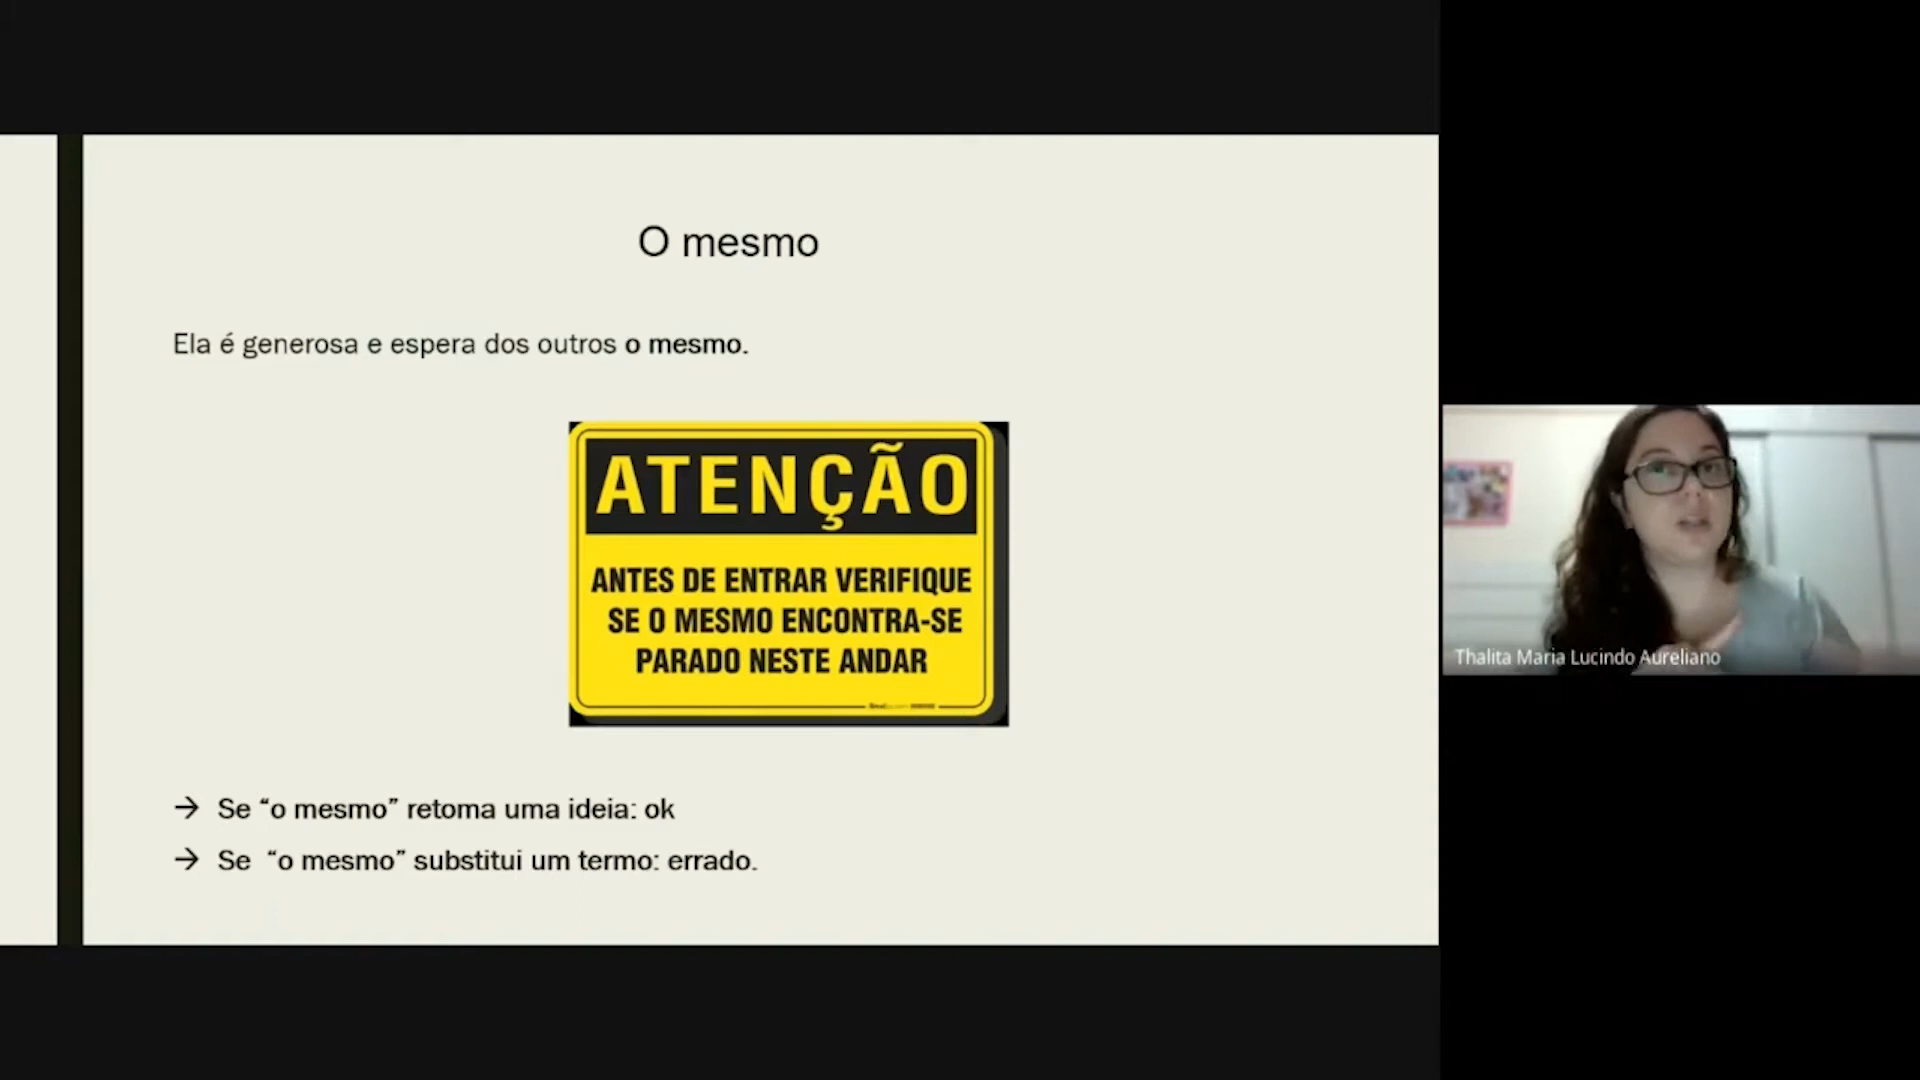 O mesmo
Ela é generosa e espera dos outros o mesmo.
ATENÇÃO
ANTES DE ENTRAR VERIFIQUE
SE O MESMO ENCONTRA-SE
PARADO NESTE ANDAR
→ Se “o mesmo” retoma uma ideia: ok
→ Se “o mesmo” substitui um termo: errado.
Thalita Maria Lucindo Aureliano